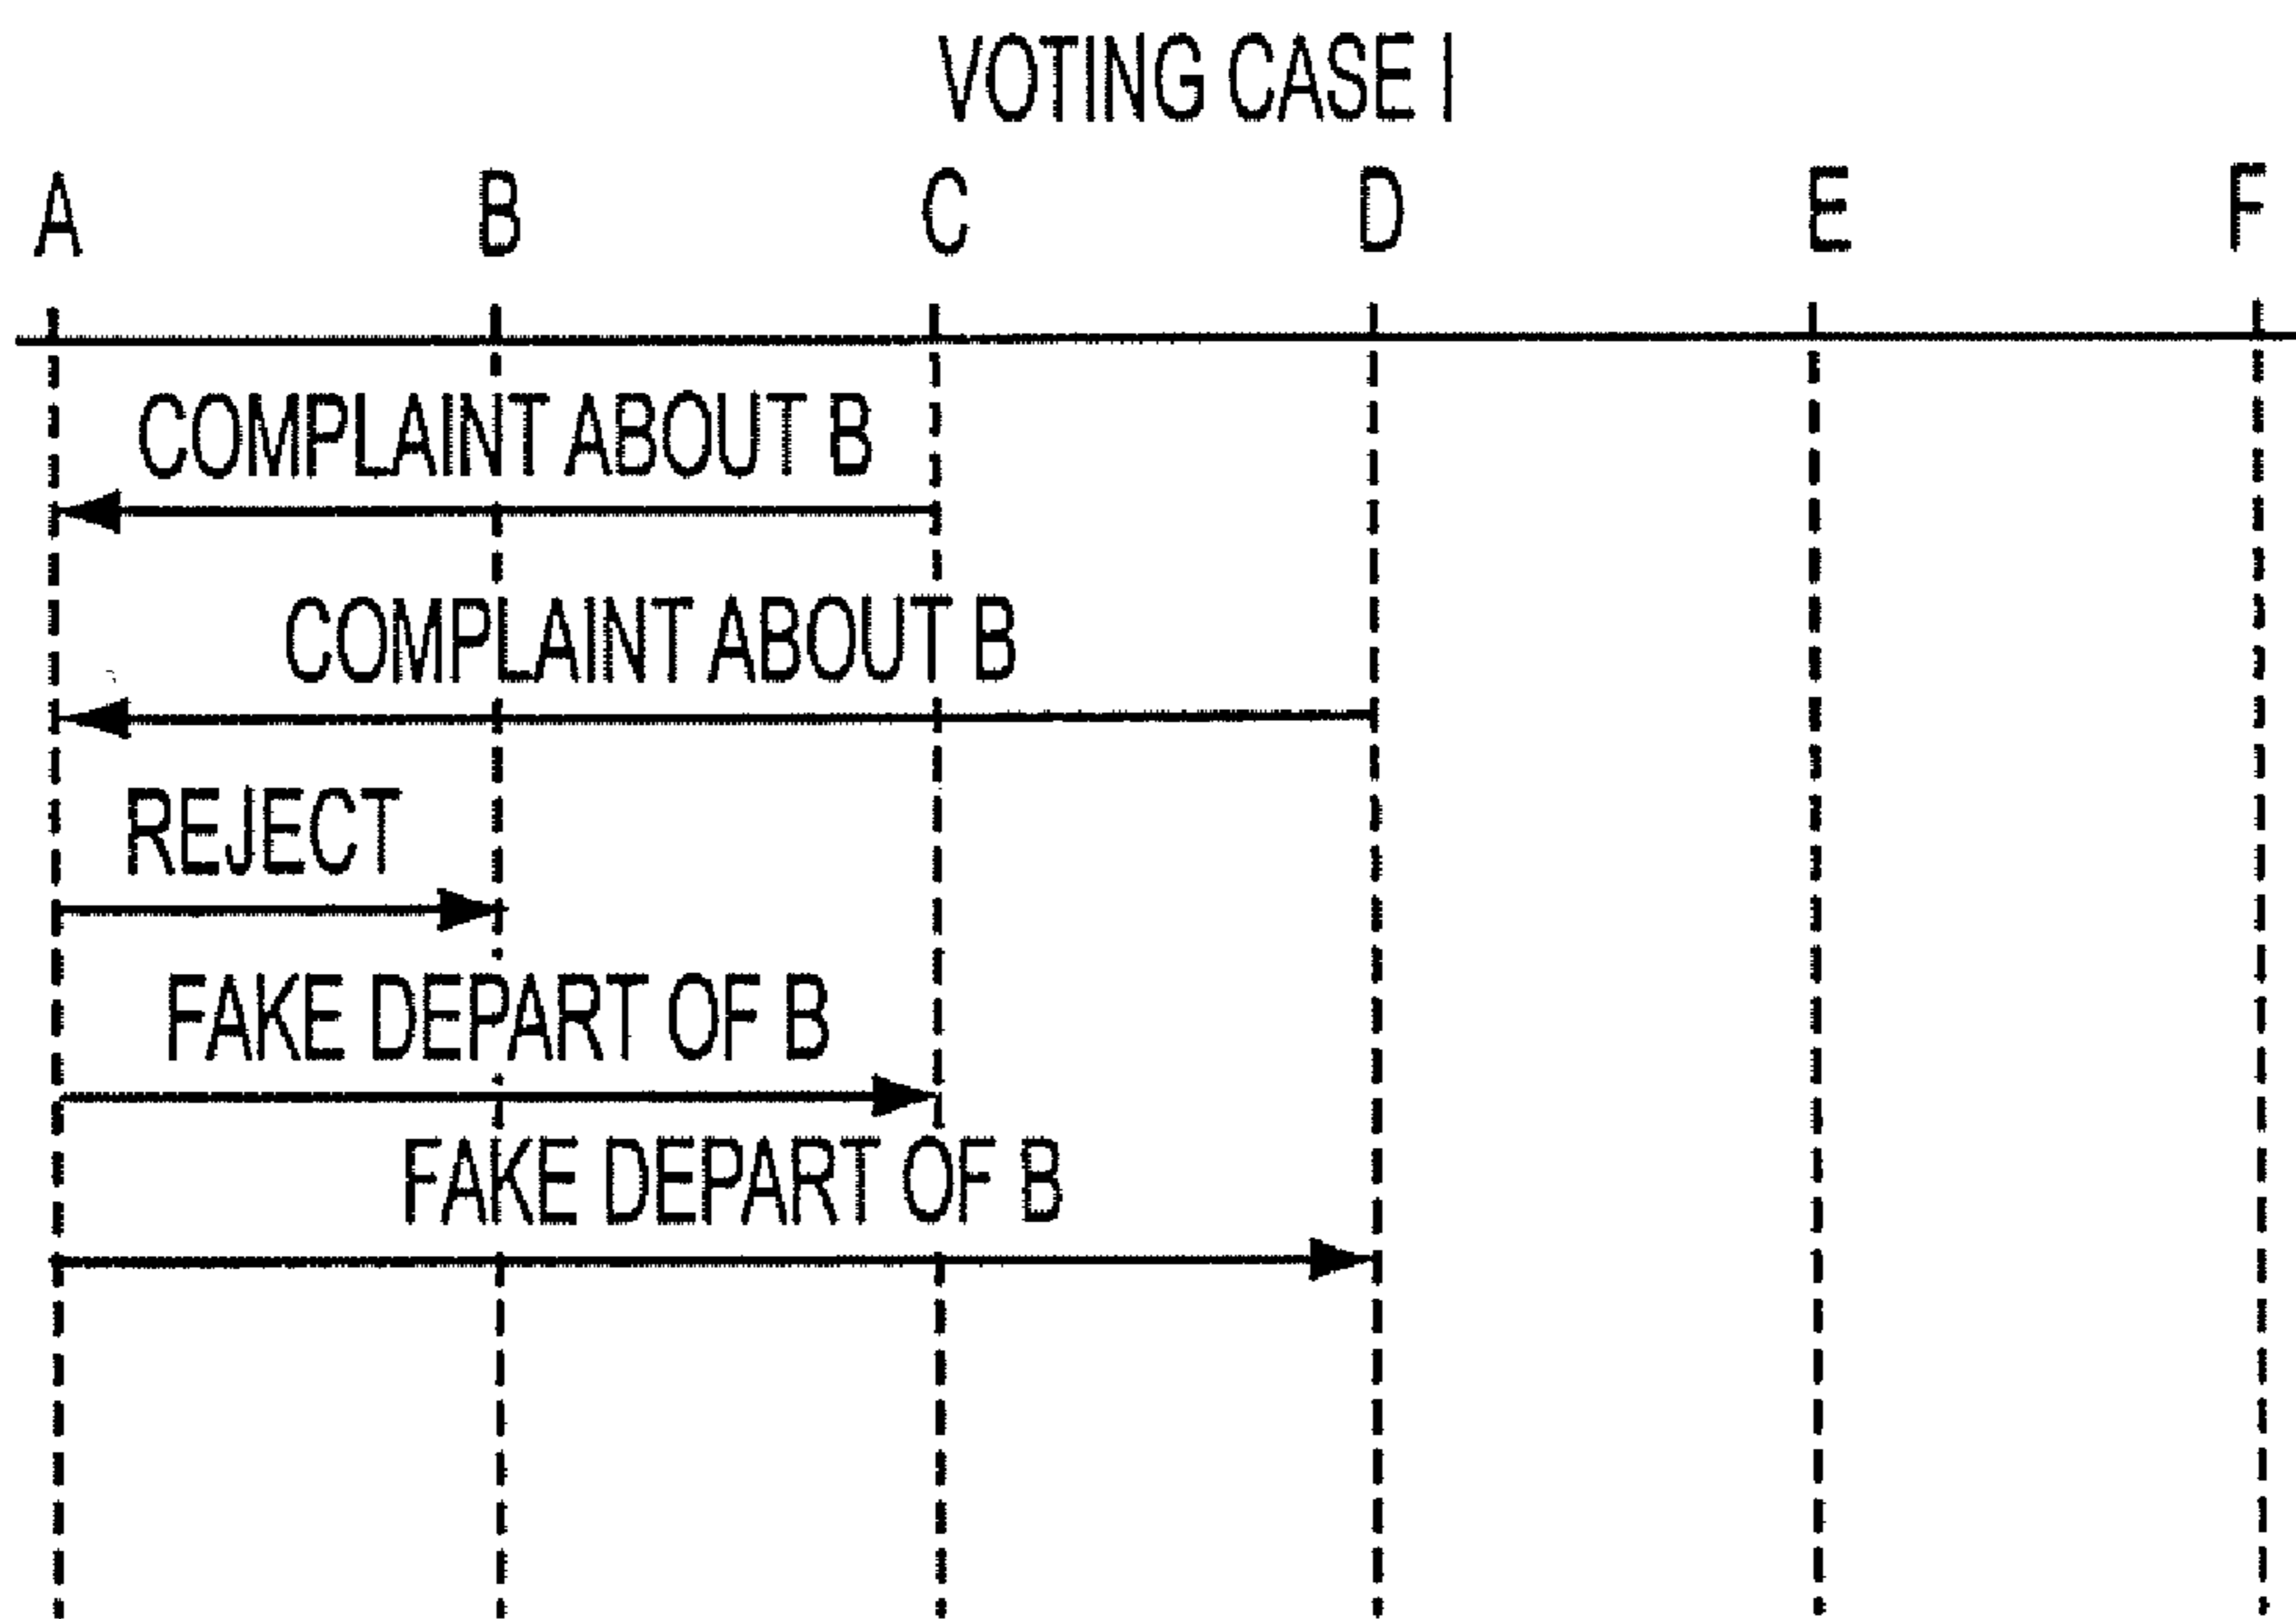 VOTING CASE I
A B C D E F
COMPLAINT ABOUT B
COMPLAINT ABOUT B
REJECT
FAKE DEPART OF B
FAKE DEPART OF B